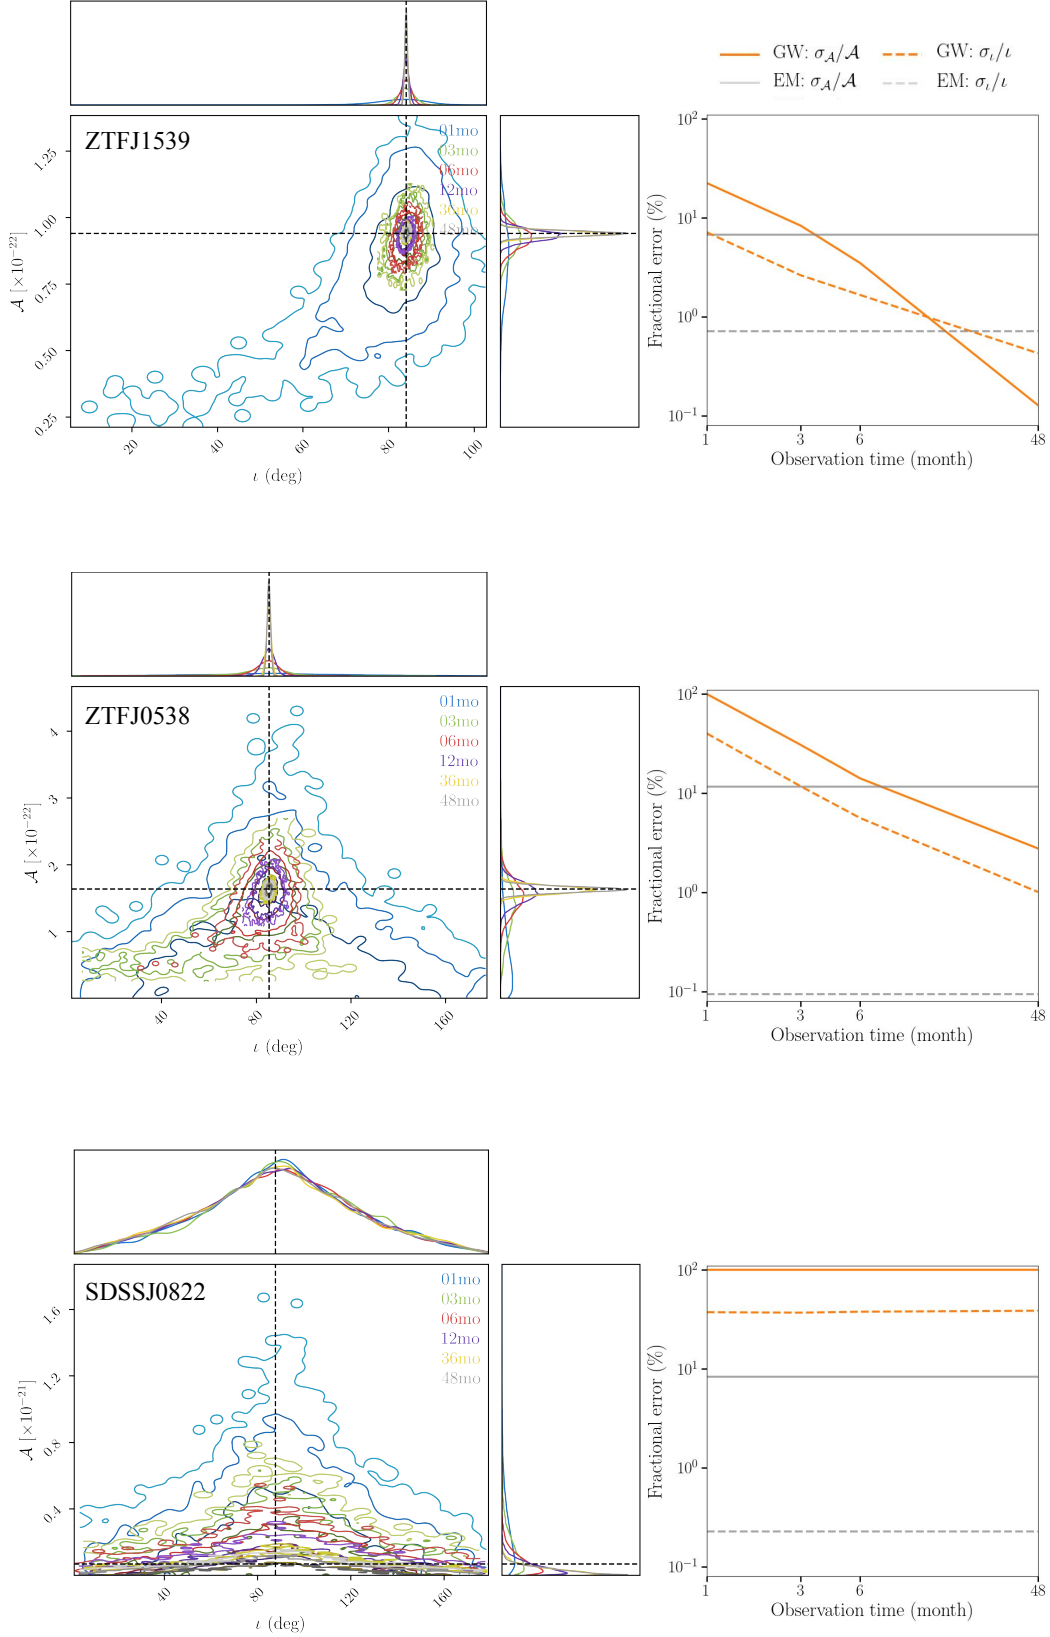 GW: σ_𝒜/𝒜 GW: σ_ι/ι
EM: σ_𝒜/𝒜 EM: σ_ι/ι
ZTFJ1539
01mo
03mo
06mo
12mo
36mo
48mo
𝒜 [×10⁻²²]
1.25
1.00
0.75
0.50
0.25
20 40 60 80 100
ι (deg)
Fractional error (%)
10²
10¹
10⁰
10⁻¹
1 3 6 48
Observation time (month)
ZTFJ0538
01mo
03mo
06mo
12mo
36mo
48mo
𝒜 [×10⁻²²]
4
3
2
1
40 80 120 160
ι (deg)
Fractional error (%)
10²
10¹
10⁰
10⁻¹
1 3 6 48
Observation time (month)
SDSSJ0822
01mo
03mo
06mo
12mo
36mo
48mo
𝒜 [×10⁻²¹]
1.6
1.2
0.8
0.4
40 80 120 160
ι (deg)
Fractional error (%)
10²
10¹
10⁰
10⁻¹
1 3 6 48
Observation time (month)